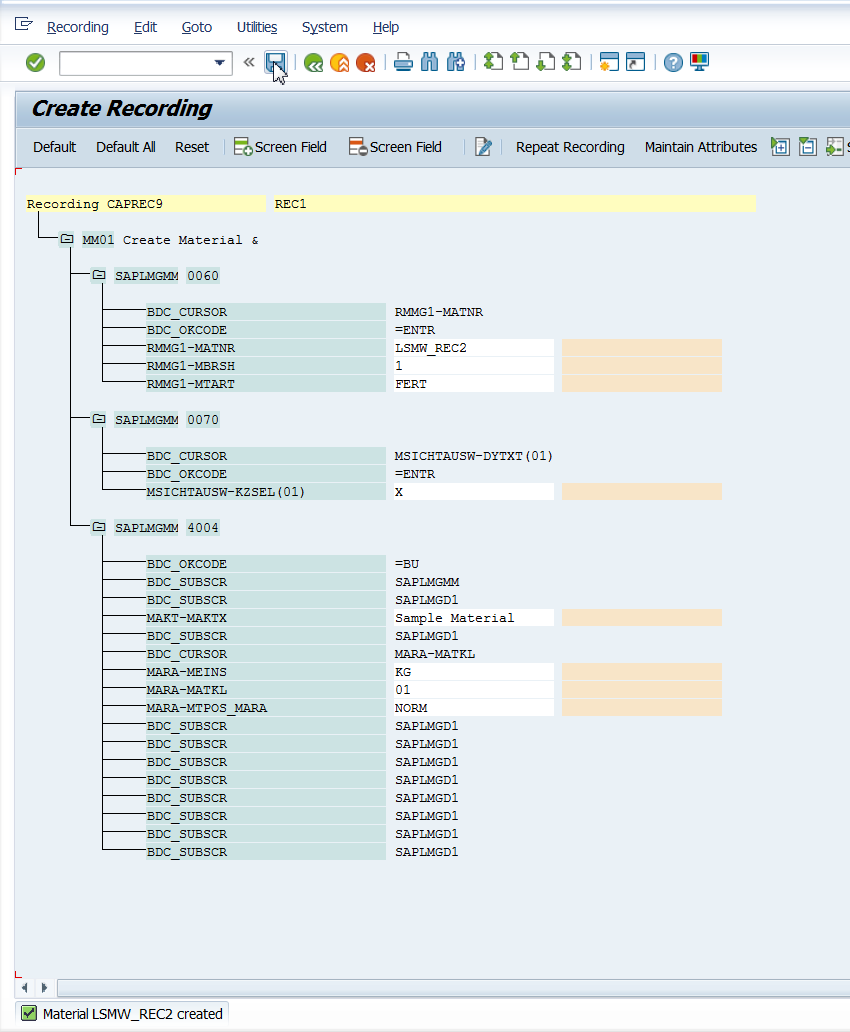 Recording Edit Goto Utilities System Help
«
Create Recording
Default Default All Reset Screen Field Screen Field Repeat Recording Maintain Attributes S
Recording CAPREC9 REC1
MM01 Create Material &
SAPLMGMM 0060
BDC_CURSOR RMMG1-MATNR
BDC_OKCODE =ENTR
RMMG1-MATNR LSMW_REC2
RMMG1-MBRSH 1
RMMG1-MTART FERT
SAPLMGMM 0070
BDC_CURSOR MSICHTAUSW-DYTXT(01)
BDC_OKCODE =ENTR
MSICHTAUSW-KZSEL(01) X
SAPLMGMM 4004
BDC_OKCODE =BU
BDC_SUBSCR SAPLMGMM
BDC_SUBSCR SAPLMGD1
MAKT-MAKTX Sample Material
BDC_SUBSCR SAPLMGD1
BDC_CURSOR MARA-MATKL
MARA-MEINS KG
MARA-MATKL 01
MARA-MTPOS_MARA NORM
BDC_SUBSCR SAPLMGD1
BDC_SUBSCR SAPLMGD1
BDC_SUBSCR SAPLMGD1
BDC_SUBSCR SAPLMGD1
BDC_SUBSCR SAPLMGD1
BDC_SUBSCR SAPLMGD1
BDC_SUBSCR SAPLMGD1
BDC_SUBSCR SAPLMGD1
Material LSMW_REC2 created